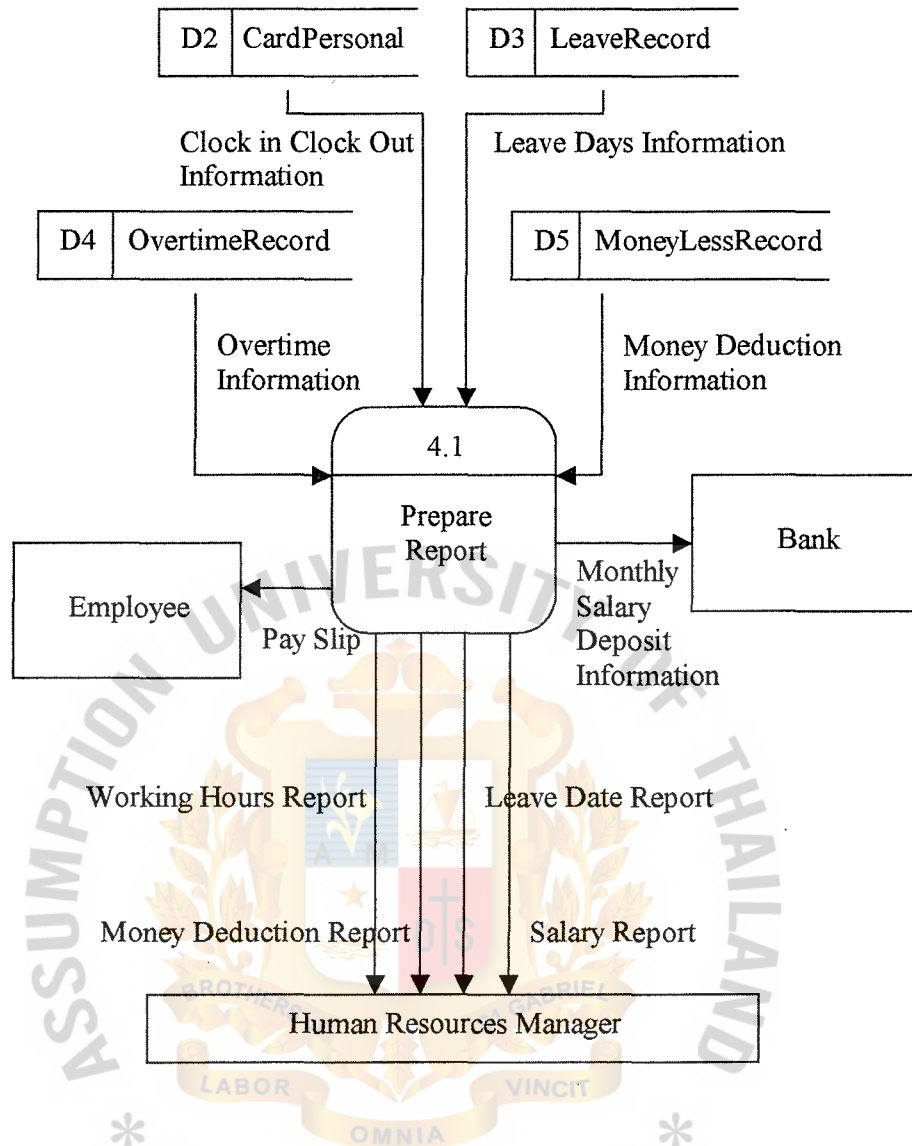 D2 CardPersonal
D3 LeaveRecord
Clock in Clock Out
Information
Leave Days Information
D4 OvertimeRecord
D5 MoneyLessRecord
Overtime
Information
Money Deduction
Information
4.1
Prepare
Report
Bank
Employee
Pay Slip
Monthly
Salary
Deposit
Information
Working Hours Report
Leave Date Report
Money Deduction Report
Salary Report
Human Resources Manager
ASSUMPTION UNIVERSITY OF THAILAND
A M
D S
BROTHERS
GABRIEL
LABOR
VINCIT
OMNIA